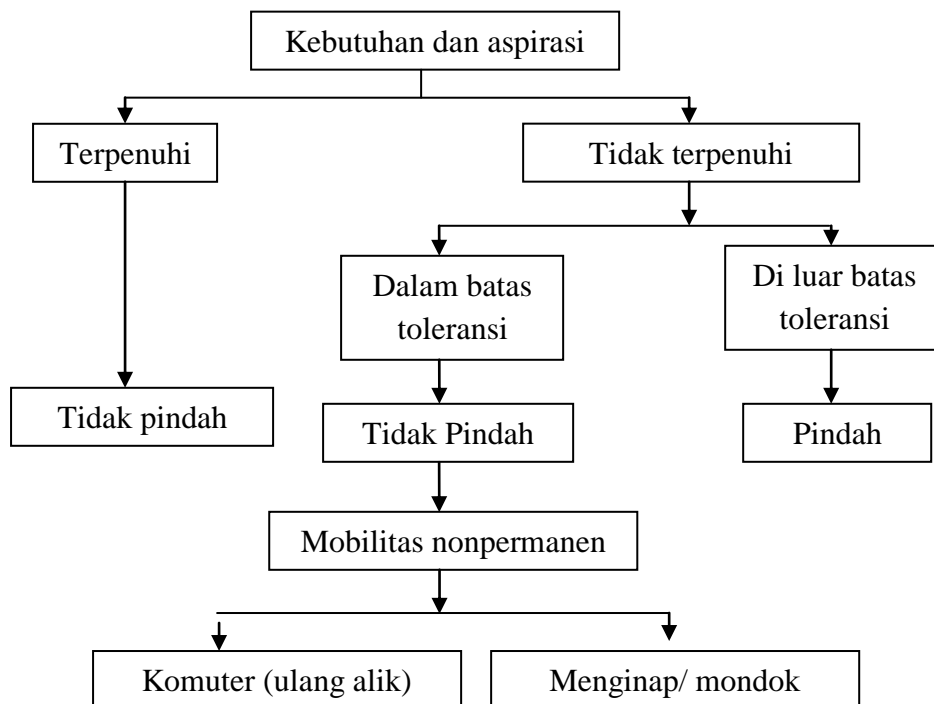 Kebutuhan dan aspirasi
Terpenuhi
Tidak terpenuhi
Dalam batas
toleransi
Di luar batas
toleransi
Tidak pindah
Tidak Pindah
Pindah
Mobilitas nonpermanen
Komuter (ulang alik)
Menginap/ mondok